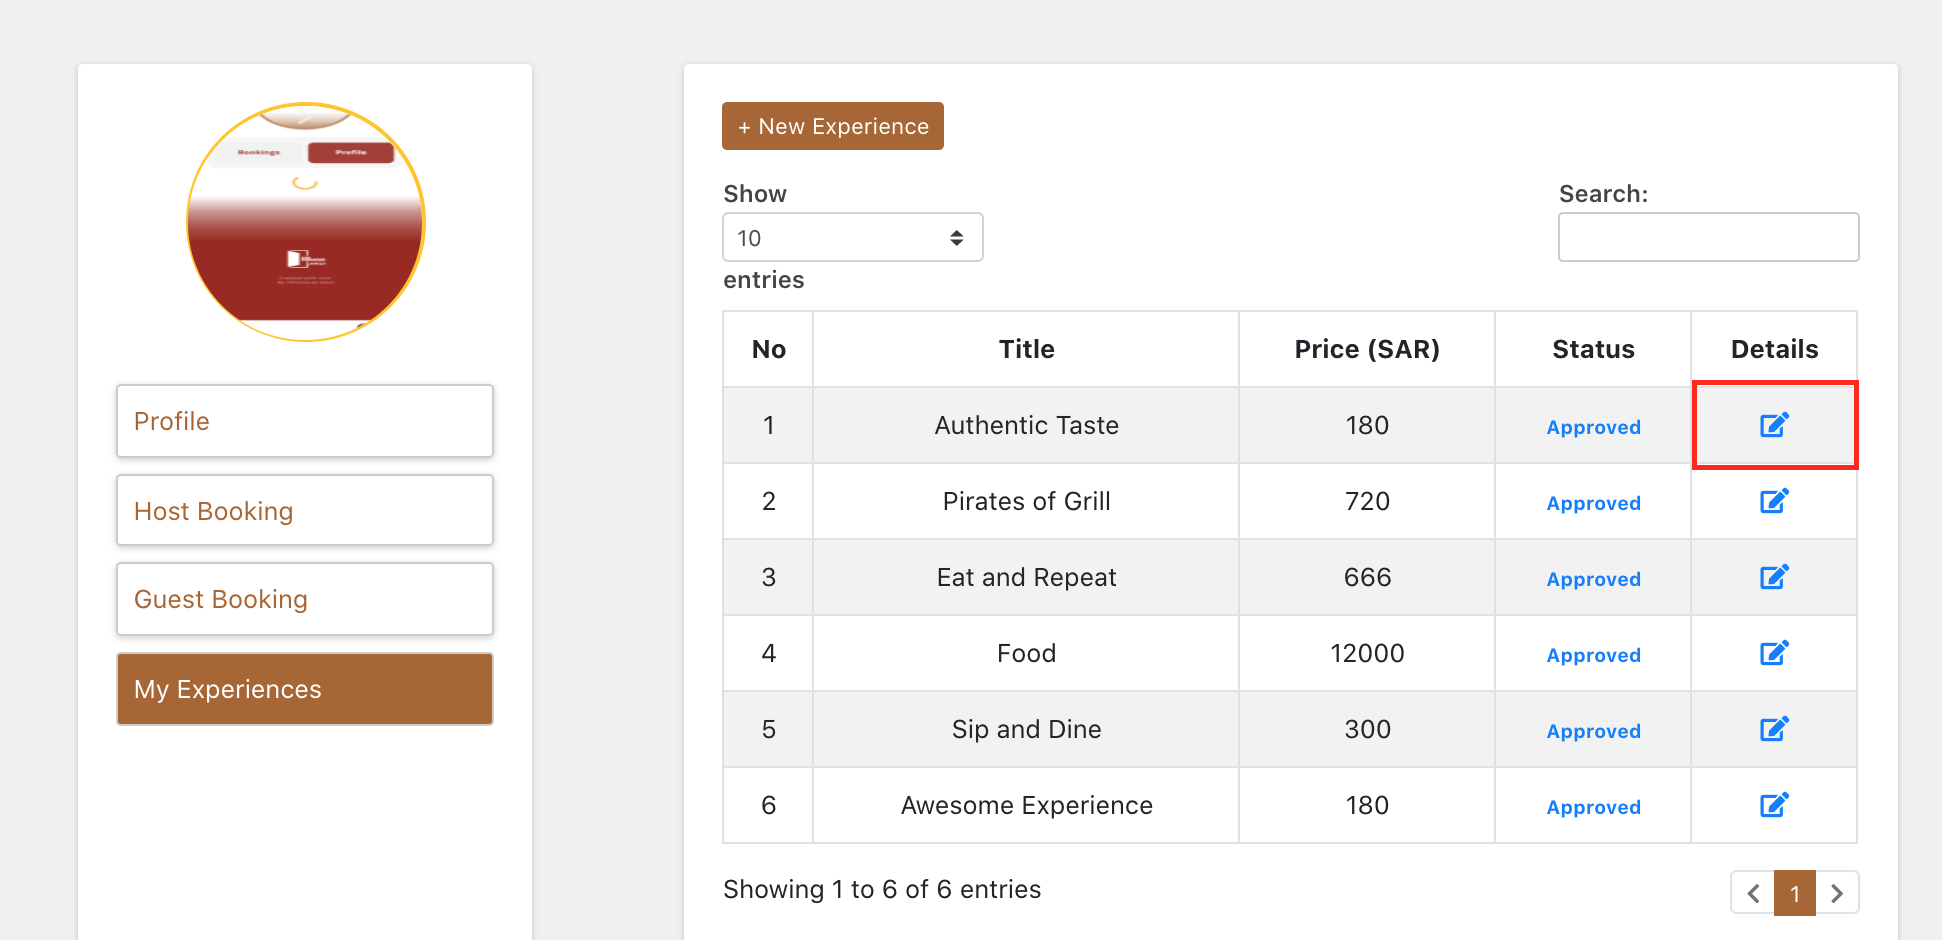 Bookings Profile
Profile
Host Booking
Guest Booking
My Experiences
+ New Experience
Show
10
entries
Search:
No Title Price (SAR) Status Details
1 Authentic Taste 180 Approved
2 Pirates of Grill 720 Approved
3 Eat and Repeat 666 Approved
4 Food 12000 Approved
5 Sip and Dine 300 Approved
6 Awesome Experience 180 Approved
Showing 1 to 6 of 6 entries
1